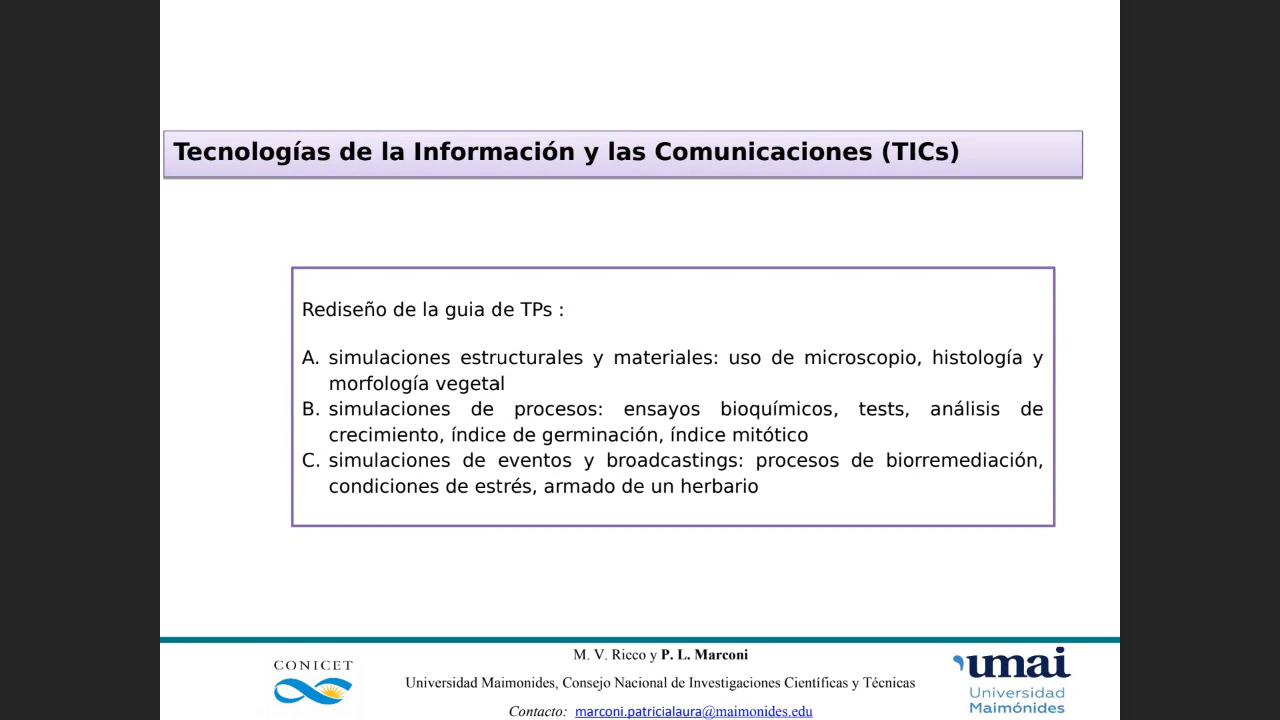 Tecnologías de la Información y las Comunicaciones (TICs)
Rediseño de la guia de TPs :
A. simulaciones estructurales y materiales: uso de microscopio, histología y
morfología vegetal
B. simulaciones de procesos: ensayos bioquímicos, tests, análisis de
crecimiento, índice de germinación, índice mitótico
C. simulaciones de eventos y broadcastings: procesos de biorremediación,
condiciones de estrés, armado de un herbario
CONICET
M. V. Ricco y P. L. Marconi
Universidad Maimonides, Consejo Nacional de Investigaciones Científicas y Técnicas
Contacto: marconi.patricialaura@maimonides.edu
umai
Universidad
Maimónides